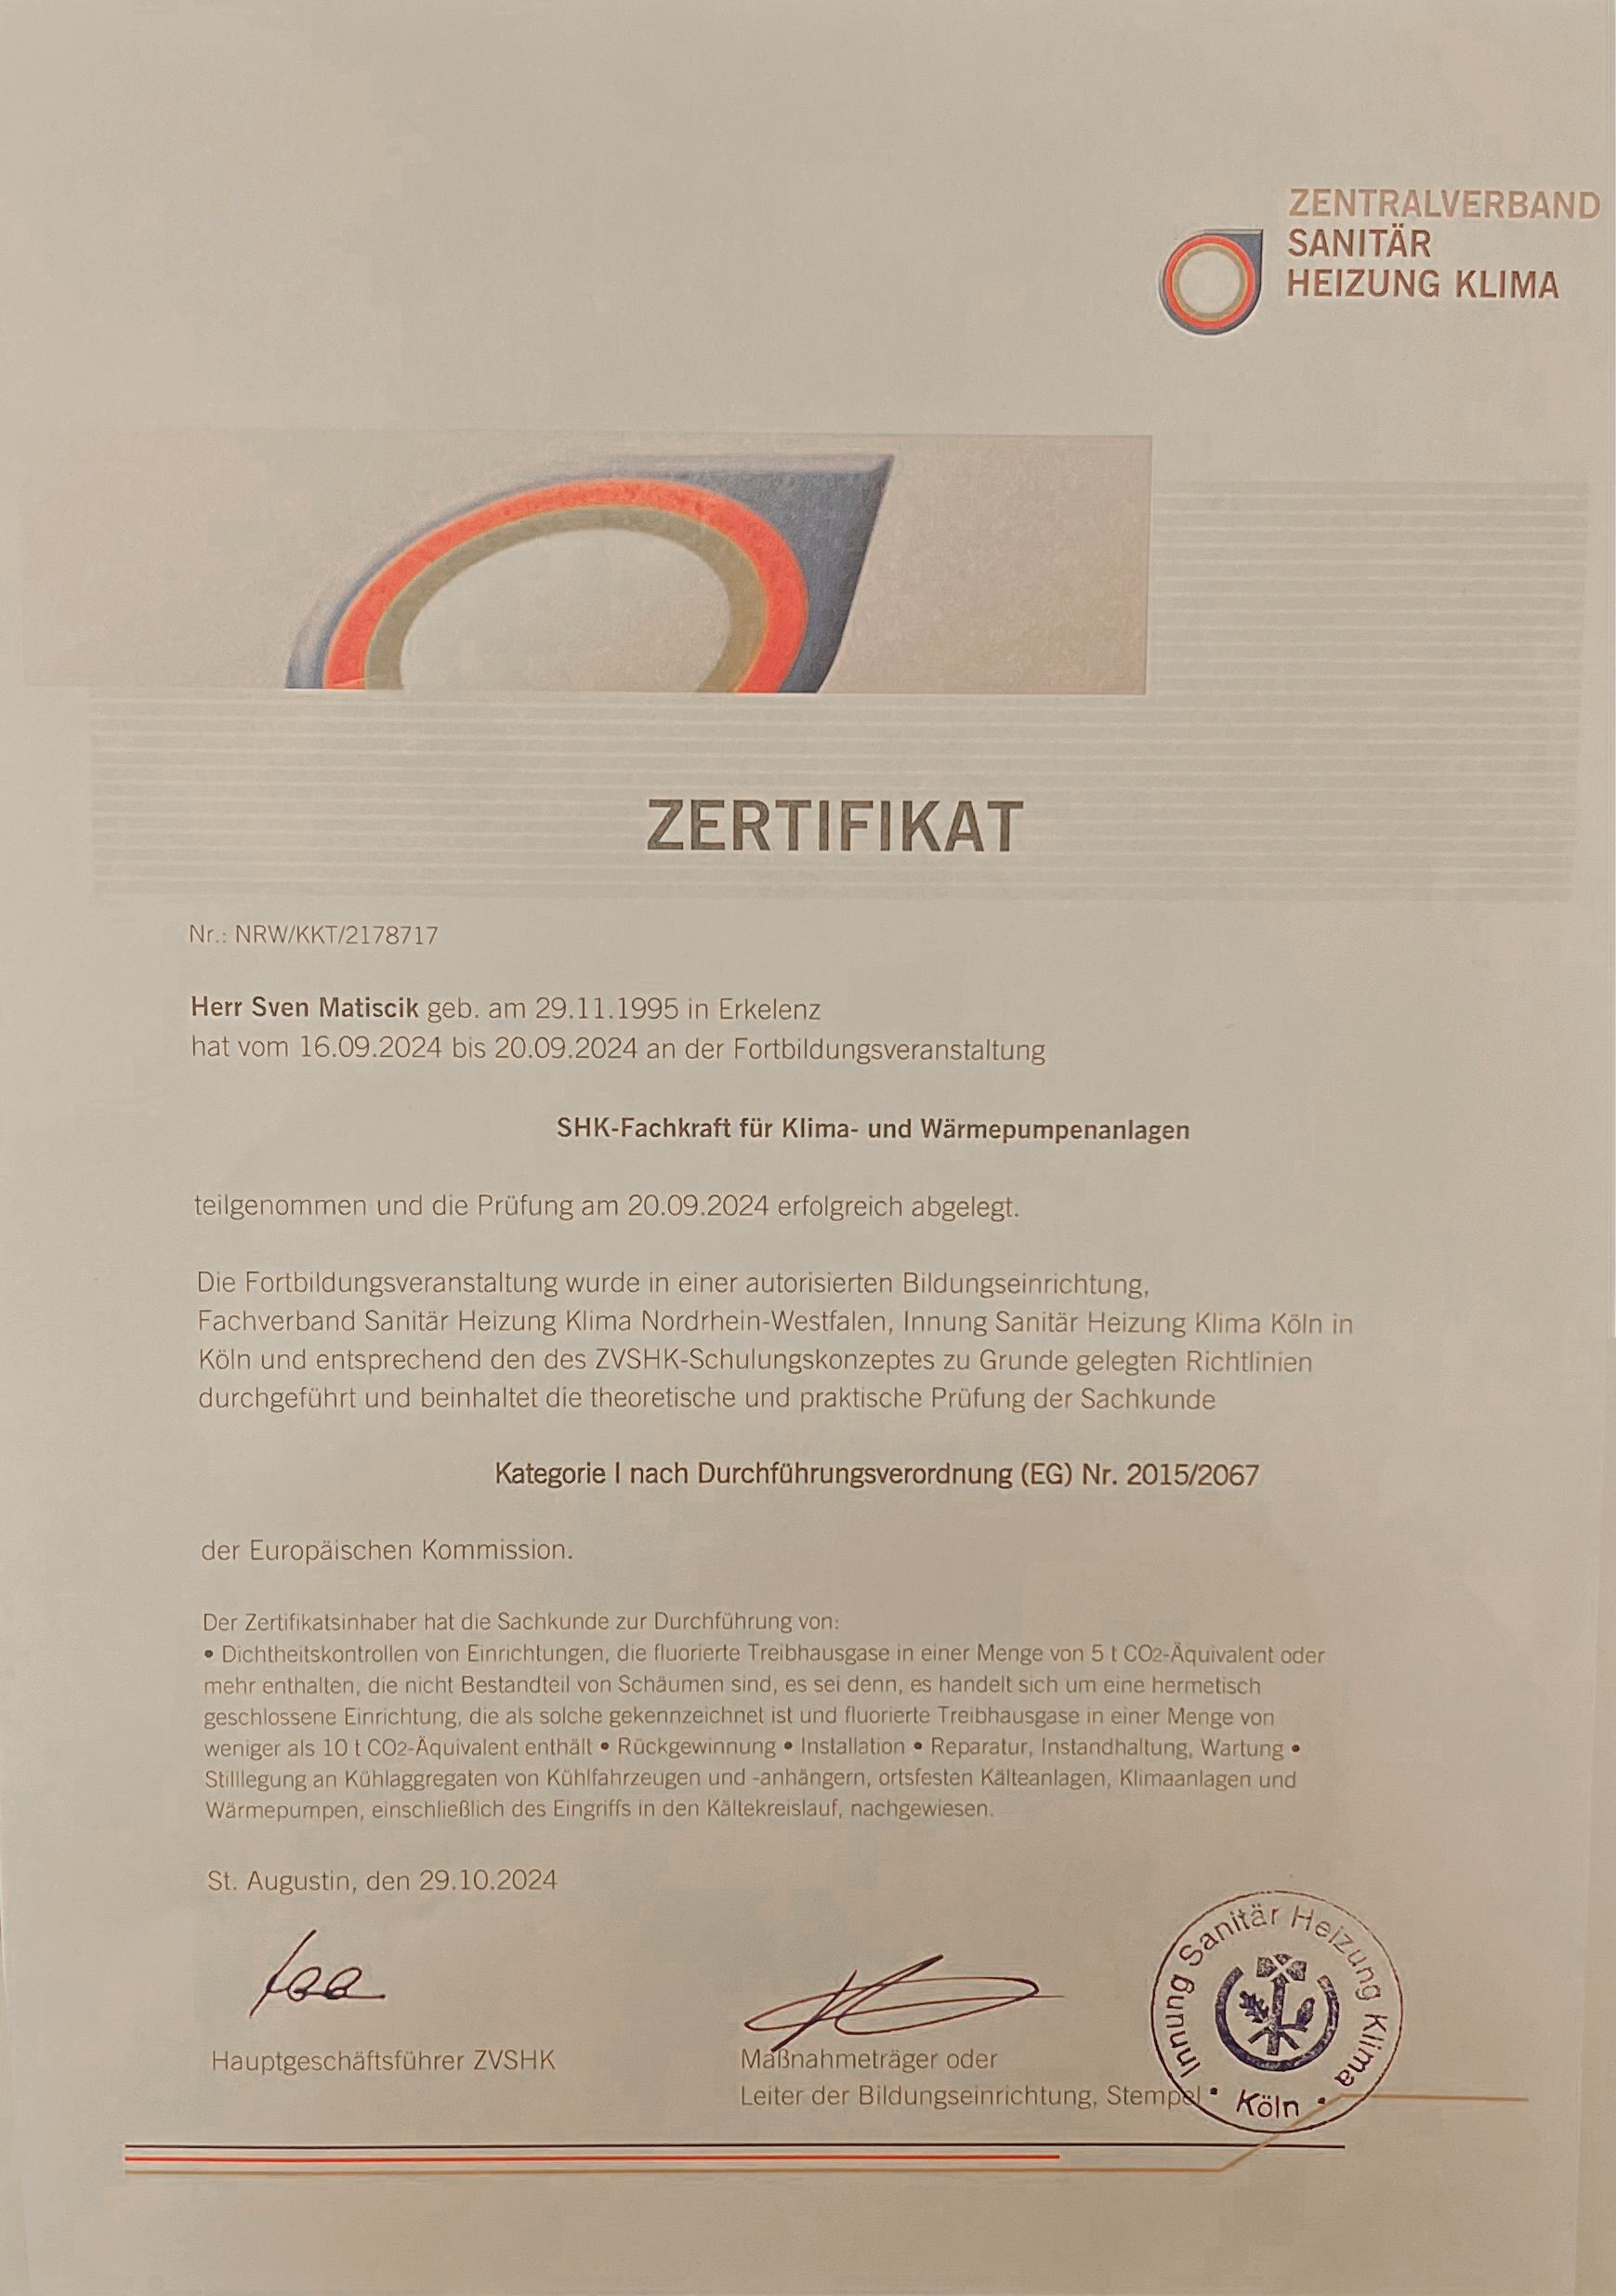 ZENTRALVERBAND
SANITÄR
HEIZUNG KLIMA
ZERTIFIKAT
Nr.: NRW/KKT/2178717
Herr Sven Matiscik geb. am 29.11.1995 in Erkelenz
hat vom 16.09.2024 bis 20.09.2024 an der Fortbildungsveranstaltung
SHK-Fachkraft für Klima- und Wärmepumpenanlagen
teilgenommen und die Prüfung am 20.09.2024 erfolgreich abgelegt.
Die Fortbildungsveranstaltung wurde in einer autorisierten Bildungseinrichtung,
Fachverband Sanitär Heizung Klima Nordrhein-Westfalen, Innung Sanitär Heizung Klima Köln in
Köln und entsprechend den des ZVSHK-Schulungskonzeptes zu Grunde gelegten Richtlinien
durchgeführt und beinhaltet die theoretische und praktische Prüfung der Sachkunde
Kategorie I nach Durchführungsverordnung (EG) Nr. 2015/2067
der Europäischen Kommission.
Der Zertifikatsinhaber hat die Sachkunde zur Durchführung von:
• Dichtheitskontrollen von Einrichtungen, die fluorierte Treibhausgase in einer Menge von 5 t CO2-Äquivalent oder
mehr enthalten, die nicht Bestandteil von Schäumen sind, es sei denn, es handelt sich um eine hermetisch
geschlossene Einrichtung, die als solche gekennzeichnet ist und fluorierte Treibhausgase in einer Menge von
weniger als 10 t CO2-Äquivalent enthält • Rückgewinnung • Installation • Reparatur, Instandhaltung, Wartung •
Stilllegung an Kühlaggregaten von Kühlfahrzeugen und -anhängern, ortsfesten Kälteanlagen, Klimaanlagen und
Wärmepumpen, einschließlich des Eingriffs in den Kältekreislauf, nachgewiesen.
St. Augustin, den 29.10.2024
Hauptgeschäftsführer ZVSHK
Maßnahmeträger oder
Leiter der Bildungseinrichtung, Stempel
Innung Sanitär Heizung Klima
• Köln •